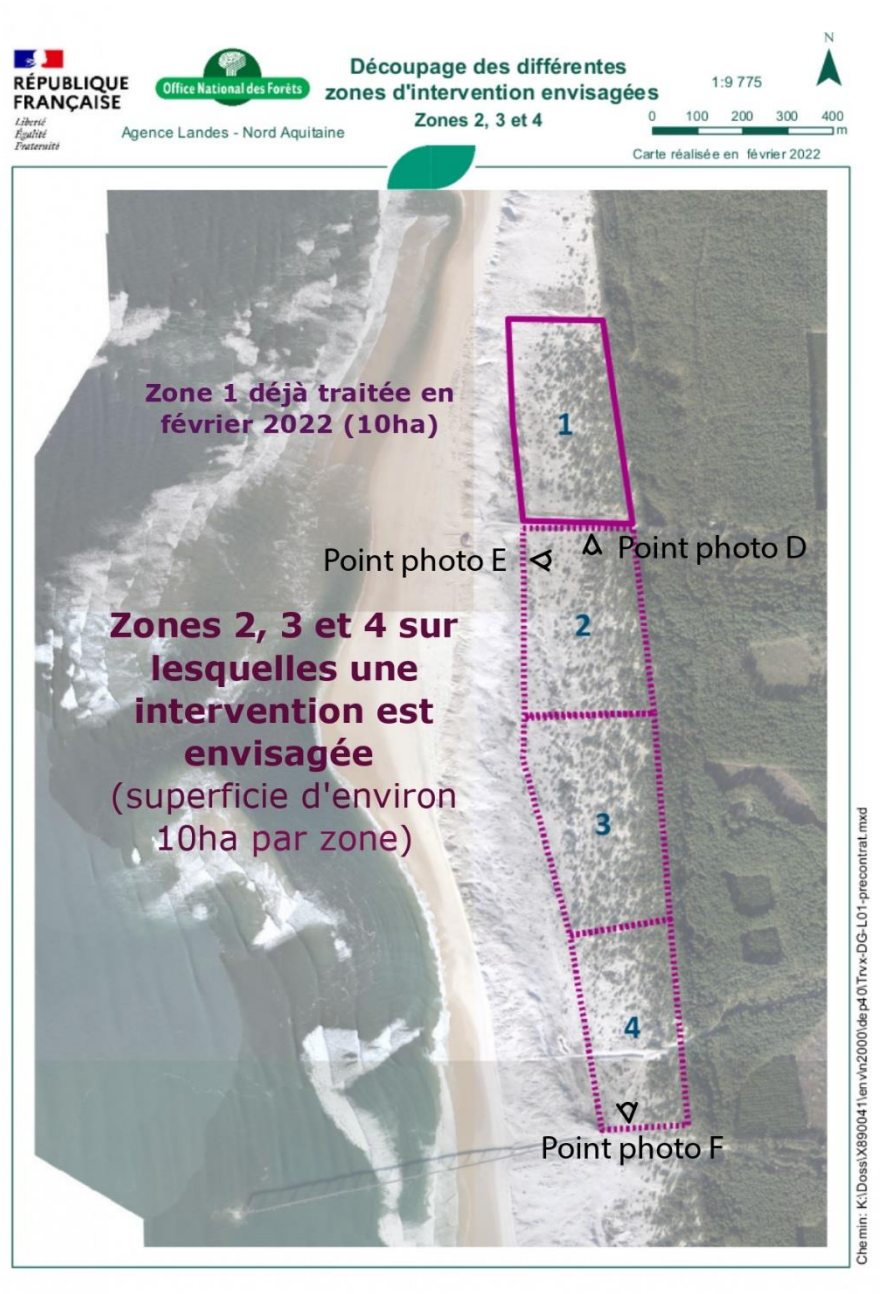 RÉPUBLIQUE
FRANÇAISE
Liberté
Égalité
Fraternité
Office National des Forêts
Agence Landes - Nord Aquitaine
Découpage des différentes
zones d'intervention envisagées
Zones 2, 3 et 4
N
1:9 775
0 100 200 300 400
m
Carte réalisée en février 2022
Zone 1 déjà traitée en
février 2022 (10ha)
1
Point photo E
Point photo D
2
Zones 2, 3 et 4 sur
lesquelles une
intervention est
envisagée
(superficie d'environ
10ha par zone)
3
4
Point photo F
Chemin: K:\Doss\X890041\env\n2000\dep40\Trvx-DG-L01-precontrat.mxd